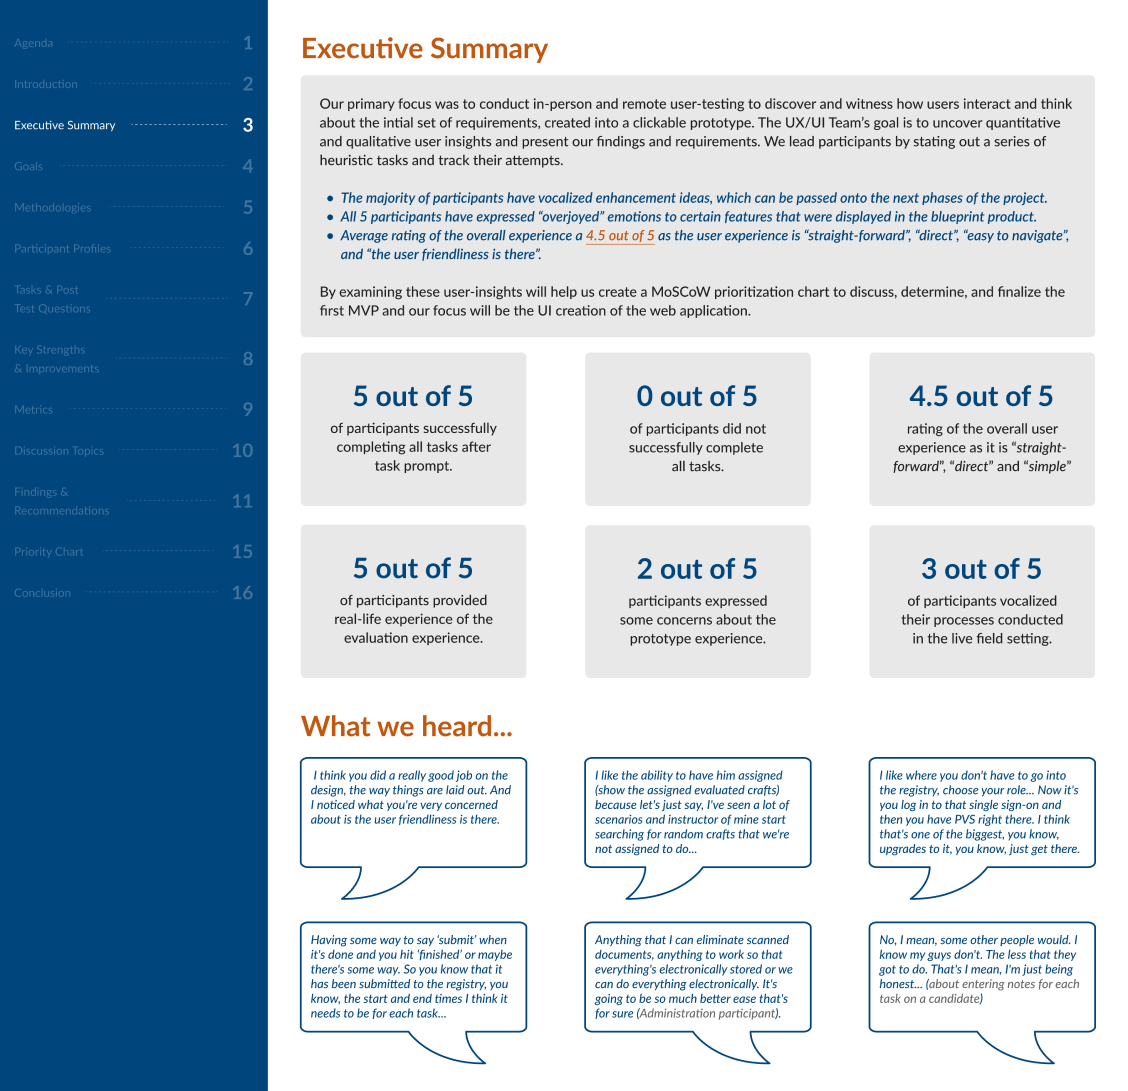 Agenda 1
Introduction 2
Executive Summary 3
Goals 4
Methodologies 5
Participant Profiles 6
Tasks & Post
Test Questions 7
Key Strengths
& Improvements 8
Metrics 9
Discussion Topics 10
Findings &
Recommendations 11
Priority Chart 15
Conclusion 16
Executive Summary
Our primary focus was to conduct in-person and remote user-testing to discover and witness how users interact and think
about the intial set of requirements, created into a clickable prototype. The UX/UI Team's goal is to uncover quantitative
and qualitative user insights and present our findings and requirements. We lead participants by stating out a series of
heuristic tasks and track their attempts.
• The majority of participants have vocalized enhancement ideas, which can be passed onto the next phases of the project.
• All 5 participants have expressed “overjoyed” emotions to certain features that were displayed in the blueprint product.
• Average rating of the overall experience a 4.5 out of 5 as the user experience is “straight-forward”, “direct”, “easy to navigate”,
and “the user friendliness is there”.
By examining these user-insights will help us create a MoSCoW prioritization chart to discuss, determine, and finalize the
first MVP and our focus will be the UI creation of the web application.
5 out of 5
of participants successfully
completing all tasks after
task prompt.
0 out of 5
of participants did not
successfully complete
all tasks.
4.5 out of 5
rating of the overall user
experience as it is “straight-
forward”, “direct” and “simple”
5 out of 5
of participants provided
real-life experience of the
evaluation experience.
2 out of 5
participants expressed
some concerns about the
prototype experience.
3 out of 5
of participants vocalized
their processes conducted
in the live field setting.
What we heard...
I think you did a really good job on the
design, the way things are laid out. And
I noticed what you're very concerned
about is the user friendliness is there.
I like the ability to have him assigned
(show the assigned evaluated crafts)
because let's just say, I've seen a lot of
scenarios and instructor of mine start
searching for random crafts that we're
not assigned to do...
I like where you don't have to go into
the registry, choose your role... Now it's
you log in to that single sign-on and
then you have PVS right there. I think
that's one of the biggest, you know,
upgrades to it, you know, just get there.
Having some way to say ‘submit’ when
it's done and you hit ‘finished’ or maybe
there's some way. So you know that it
has been submitted to the registry, you
know, the start and end times I think it
needs to be for each task...
Anything that I can eliminate scanned
documents, anything to work so that
everything's electronically stored or we
can do everything electronically. It's
going to be so much better ease that's
for sure (Administration participant).
No, I mean, some other people would. I
know my guys don't. The less that they
got to do. That's I mean, I'm just being
honest... (about entering notes for each
task on a candidate)